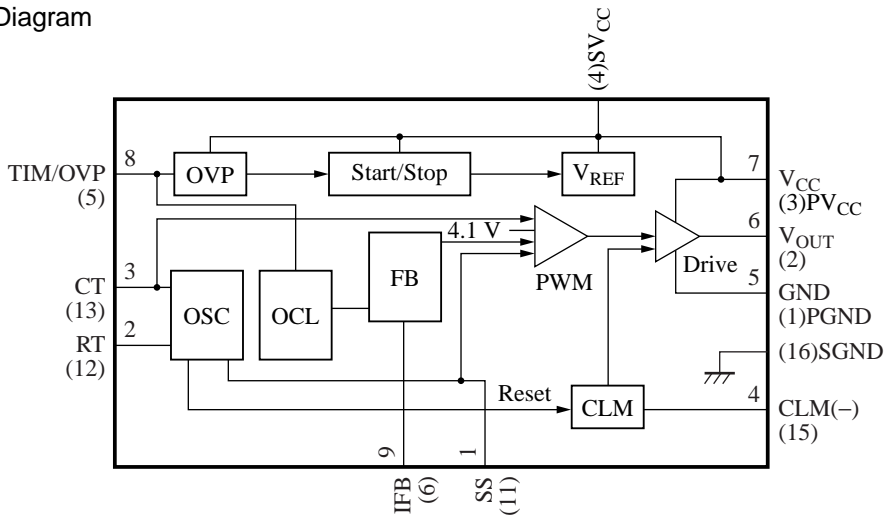 Diagram
(4)SVCC
8
TIM/OVP
(5)
OVP
Start/Stop
VREF
7
VCC
(3)PVCC
4.1 V
PWM
Drive
6
VOUT
(2)
3
CT
(13)
OSC
OCL
FB
5
GND
(1)PGND
2
RT
(12)
(16)SGND
Reset
CLM
4
CLM(–)
(15)
9
IFB
(6)
1
SS
(11)